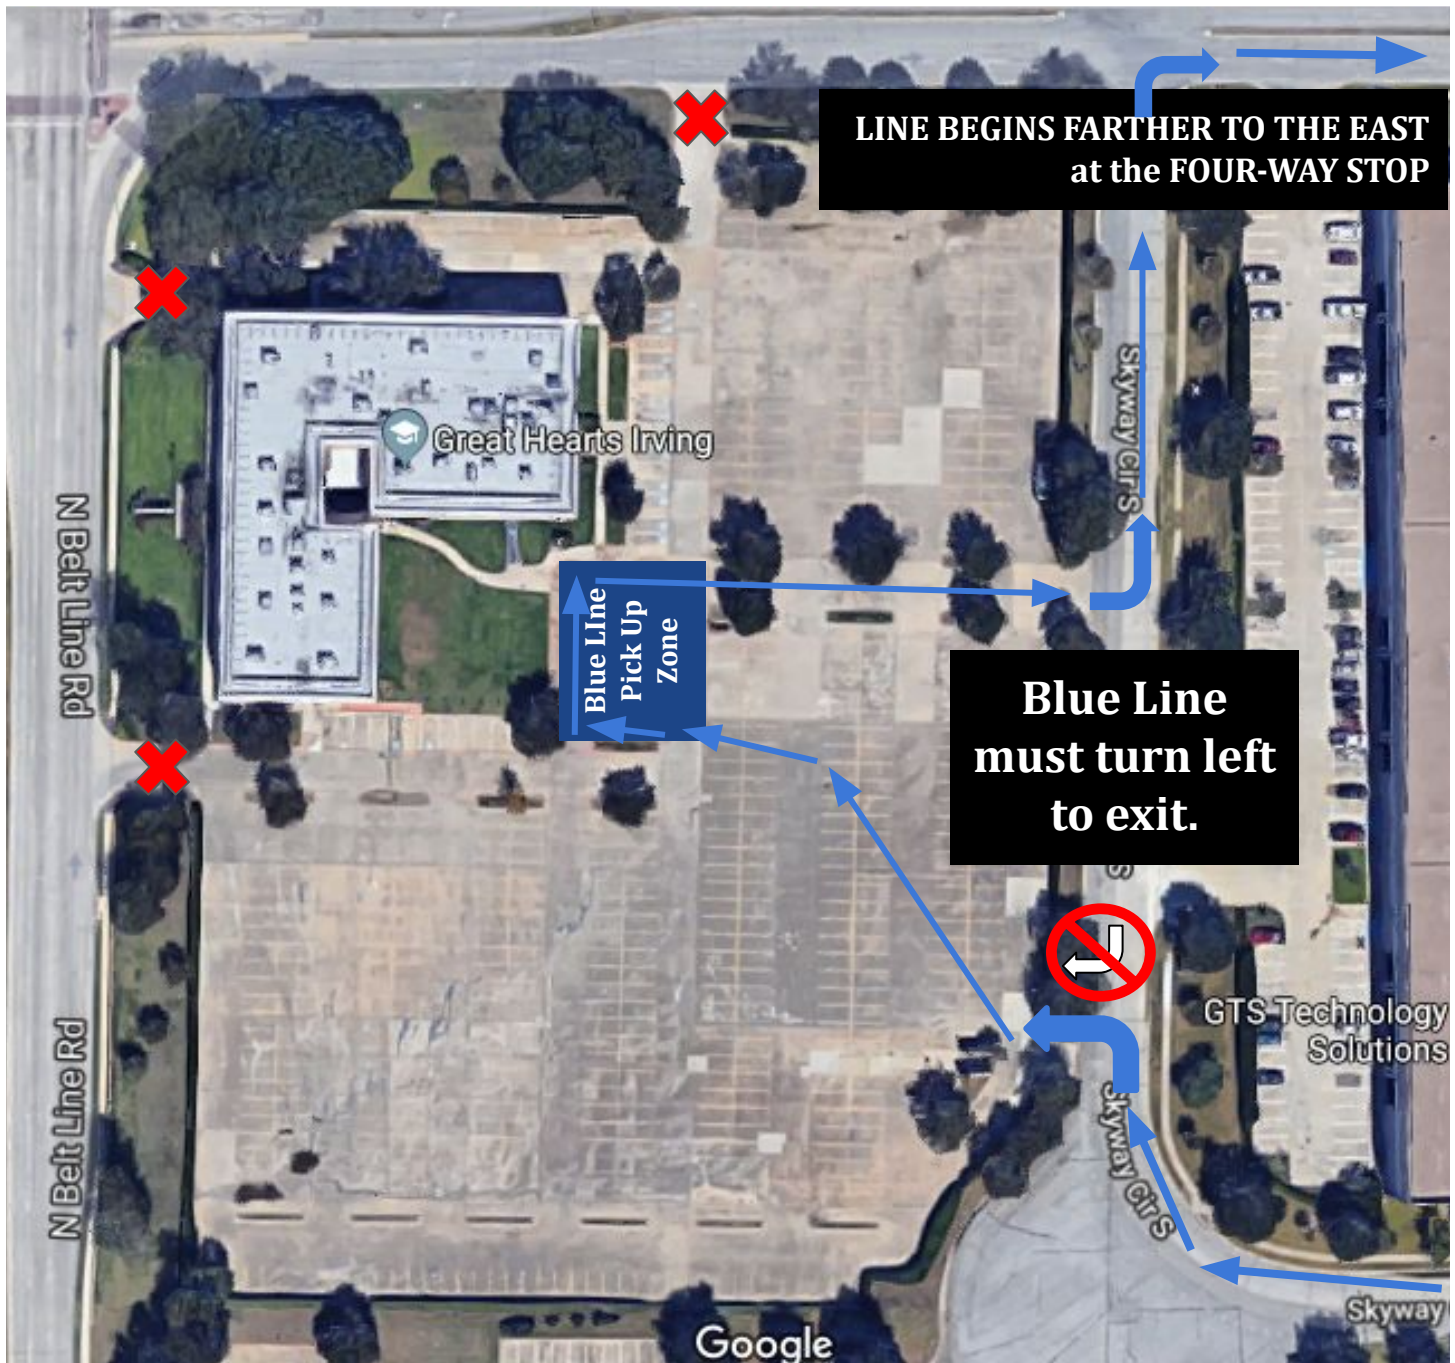 LINE BEGINS FARTHER TO THE EAST
at the FOUR-WAY STOP
Skyway Cir S
Great Hearts Irving
N Belt Line Rd
Blue LIne
Pick Up
Zone
Blue Line
must turn left
to exit.
S
GTS Technology
Solutions
N Belt Line Rd
Skyway Cir S
Skyway
Google